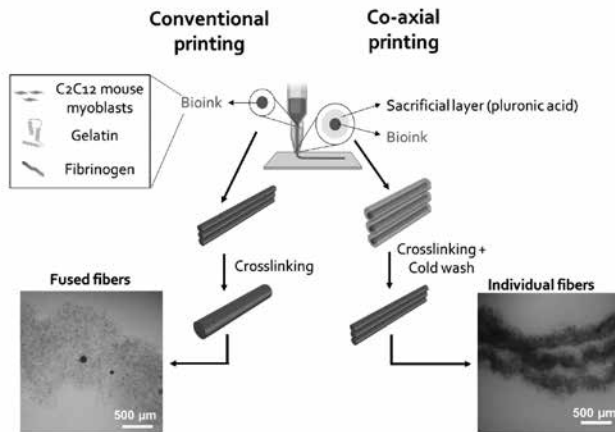 Conventional
printing
Co-axial
printing
C2C12 mouse
myoblasts
Gelatin
Fibrinogen
Bioink
Sacrificial layer (pluronic acid)
Bioink
Crosslinking
Crosslinking +
Cold wash
Fused fibers
Individual fibers
500 µm
500 µm